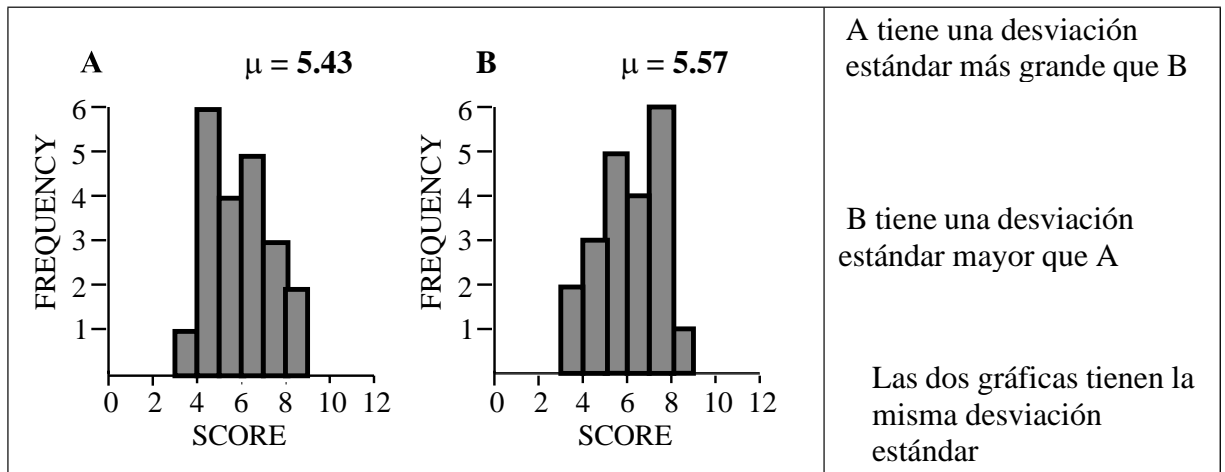 A μ = 5.43
FREQUENCY
6
5
4
3
2
1
0 2 4 6 8 10 12
SCORE
B μ = 5.57
FREQUENCY
6
5
4
3
2
1
0 2 4 6 8 10 12
SCORE
A tiene una desviación
estándar más grande que B
B tiene una desviación
estándar mayor que A
Las dos gráficas tienen la
misma desviación
estándar